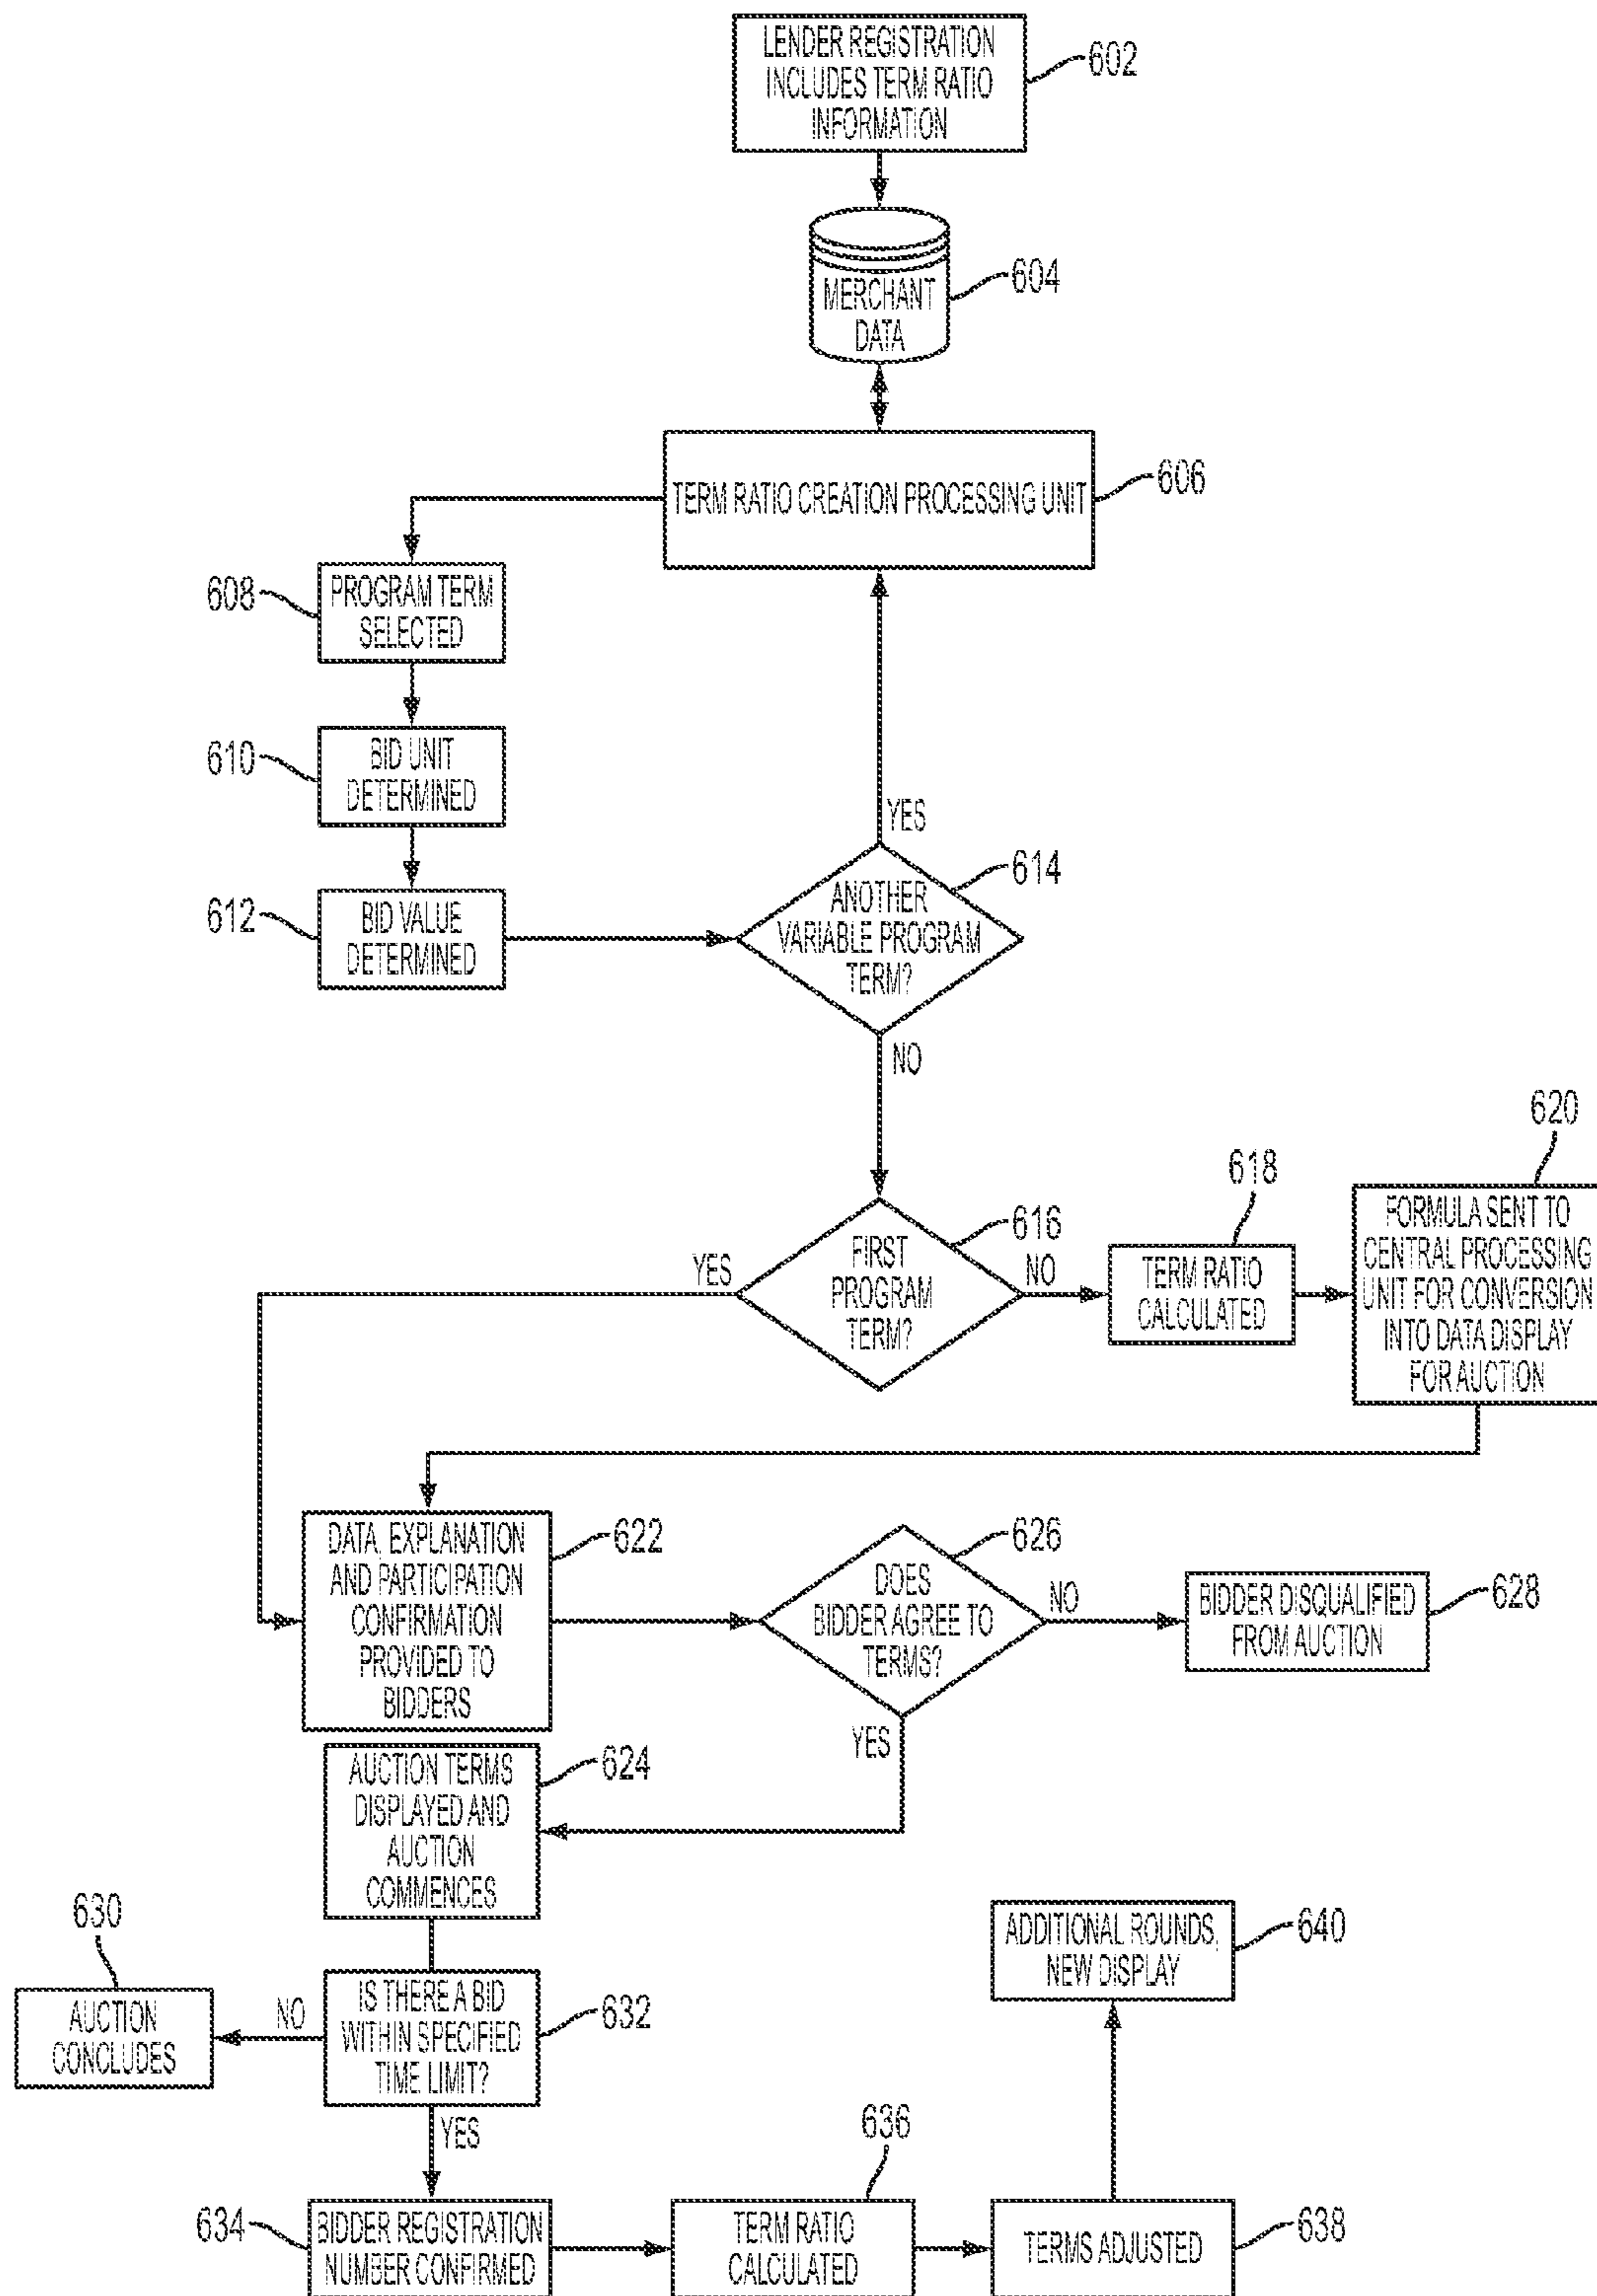 LENDER REGISTRATION
INCLUDES TERM RATIO
INFORMATION
602
MERCHANT
DATA
604
TERM RATIO CREATION PROCESSING UNIT
606
608
PROGRAM TERM
SELECTED
610
BID UNIT
DETERMINED
YES
612
BID VALUE
DETERMINED
ANOTHER
VARIABLE PROGRAM
TERM?
614
NO
YES
FIRST
PROGRAM
TERM?
616
NO
618
TERM RATIO
CALCULATED
620
FORMULA SENT TO
CENTRAL PROCESSING
UNIT FOR CONVERSION
INTO DATA DISPLAY
FOR AUCTION
DATA, EXPLANATION
AND PARTICIPATION
CONFIRMATION
PROVIDED TO
BIDDERS
622
DOES
BIDDER AGREE TO
TERMS?
626
NO
BIDDER DISQUALIFIED
FROM AUCTION
628
YES
AUCTION TERMS
DISPLAYED AND
AUCTION
COMMENCES
624
630
AUCTION
CONCLUDES
NO
IS THERE A BID
WITHIN SPECIFIED
TIME LIMIT?
632
ADDITIONAL ROUNDS,
NEW DISPLAY
640
YES
634
BIDDER REGISTRATION
NUMBER CONFIRMED
636
TERM RATIO
CALCULATED
TERMS ADJUSTED
638